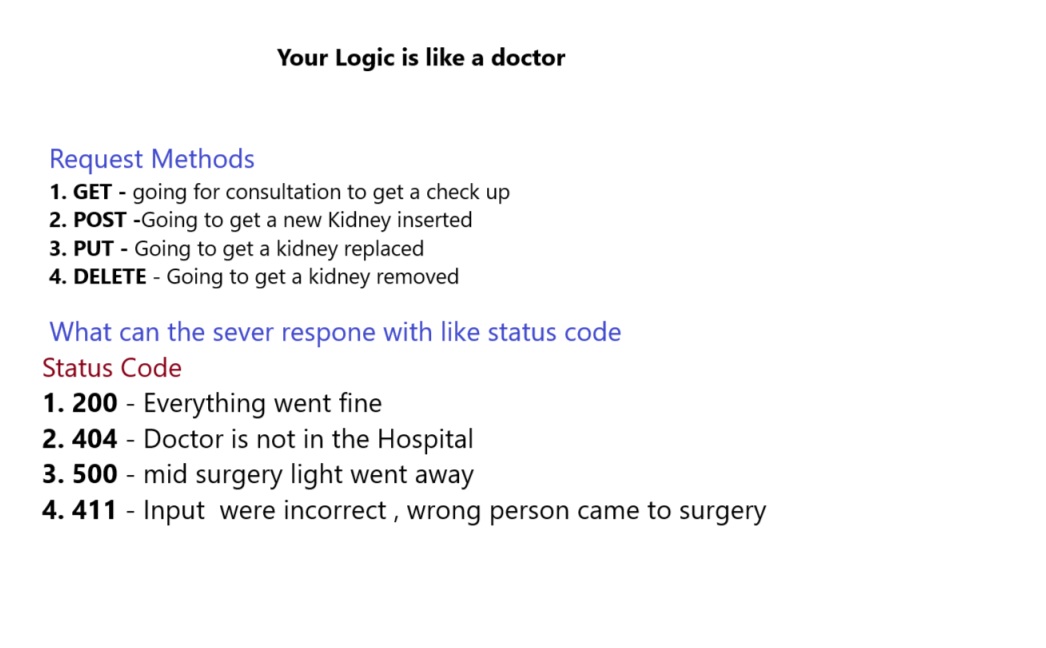 Your Logic is like a doctor
Request Methods
1. GET - going for consultation to get a check up
2. POST -Going to get a new Kidney inserted
3. PUT - Going to get a kidney replaced
4. DELETE - Going to get a kidney removed
What can the sever respone with like status code
Status Code
1. 200 - Everything went fine
2. 404 - Doctor is not in the Hospital
3. 500 - mid surgery light went away
4. 411 - Input  were incorrect , wrong person came to surgery